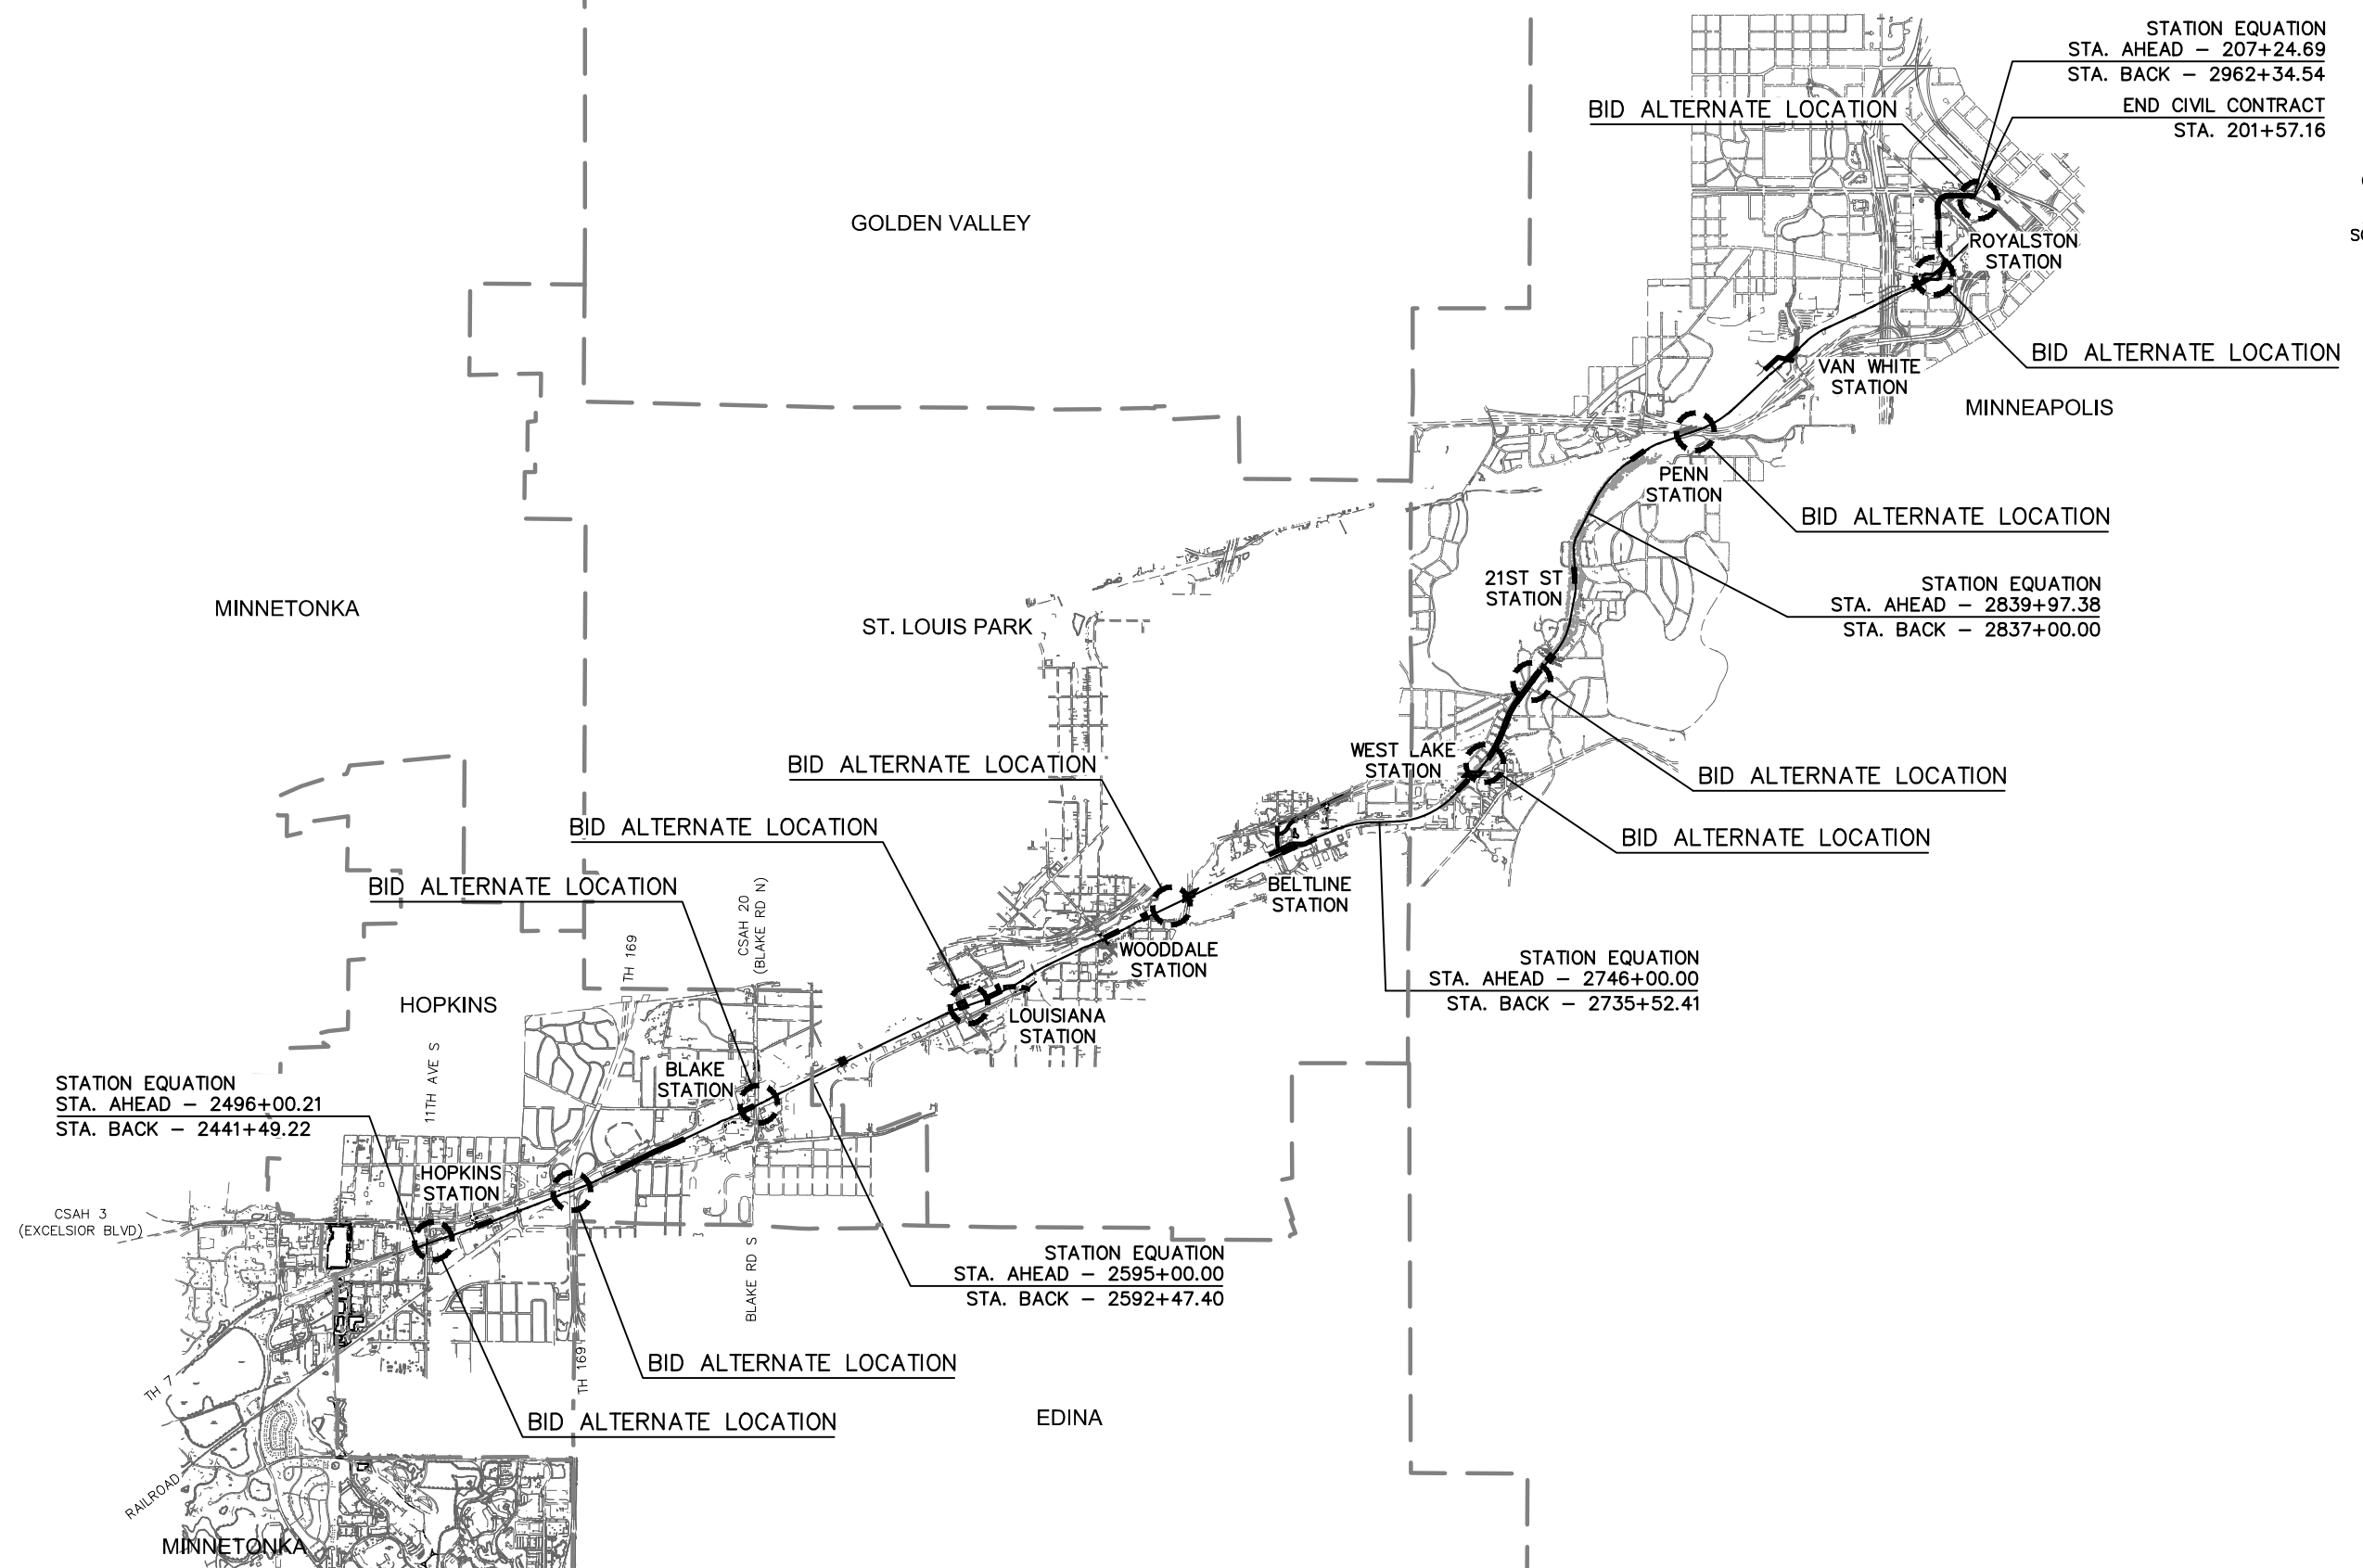 STATION EQUATION
STA. AHEAD – 207+24.69
STA. BACK – 2962+34.54
END CIVIL CONTRACT
STA. 201+57.16
BID ALTERNATE LOCATION
GOLDEN VALLEY
ROYALSTON
STATION
BID ALTERNATE LOCATION
VAN WHITE
STATION
MINNEAPOLIS
PENN
STATION
BID ALTERNATE LOCATION
21ST ST
STATION
STATION EQUATION
STA. AHEAD – 2839+97.38
STA. BACK – 2837+00.00
MINNETONKA
ST. LOUIS PARK
WEST LAKE
STATION
BID ALTERNATE LOCATION
BID ALTERNATE LOCATION
BID ALTERNATE LOCATION
BID ALTERNATE LOCATION
BID ALTERNATE LOCATION
BELTLINE
STATION
CSAH 20
(BLAKE RD N)
TH 169
WOODDALE
STATION
STATION EQUATION
STA. AHEAD – 2746+00.00
STA. BACK – 2735+52.41
HOPKINS
LOUISIANA
STATION
11TH AVE S
BLAKE
STATION
STATION EQUATION
STA. AHEAD – 2496+00.21
STA. BACK – 2441+49.22
HOPKINS
STATION
CSAH 3
(EXCELSIOR BLVD)
BLAKE RD S
STATION EQUATION
STA. AHEAD – 2595+00.00
STA. BACK – 2592+47.40
TH 169
BID ALTERNATE LOCATION
TH 7
BID ALTERNATE LOCATION
EDINA
RAILROAD
MINNETONKA